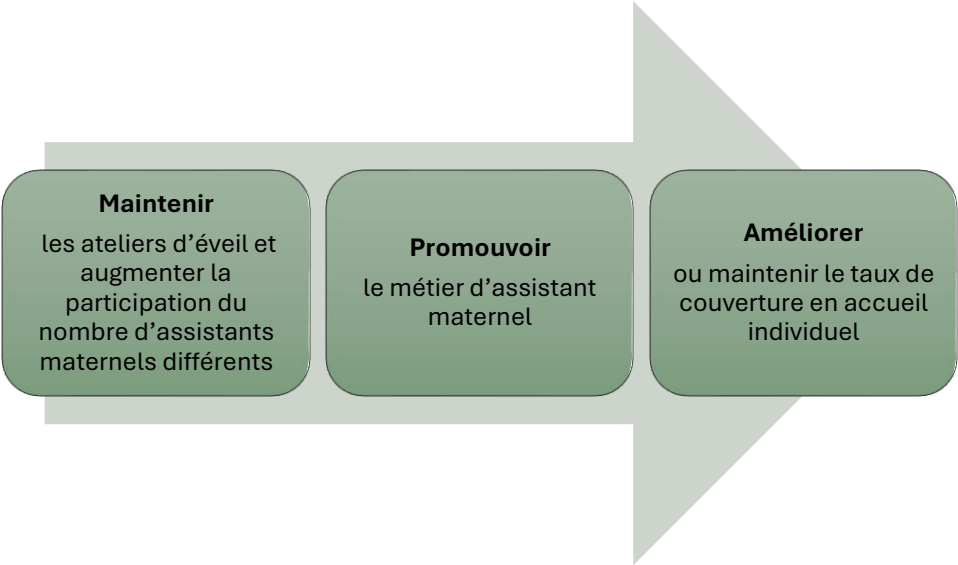 Maintenir
les ateliers d’éveil et
augmenter la
participation du
nombre d’assistants
maternels différents
Promouvoir
le métier d’assistant
maternel
Améliorer
ou maintenir le taux de
couverture en accueil
individuel